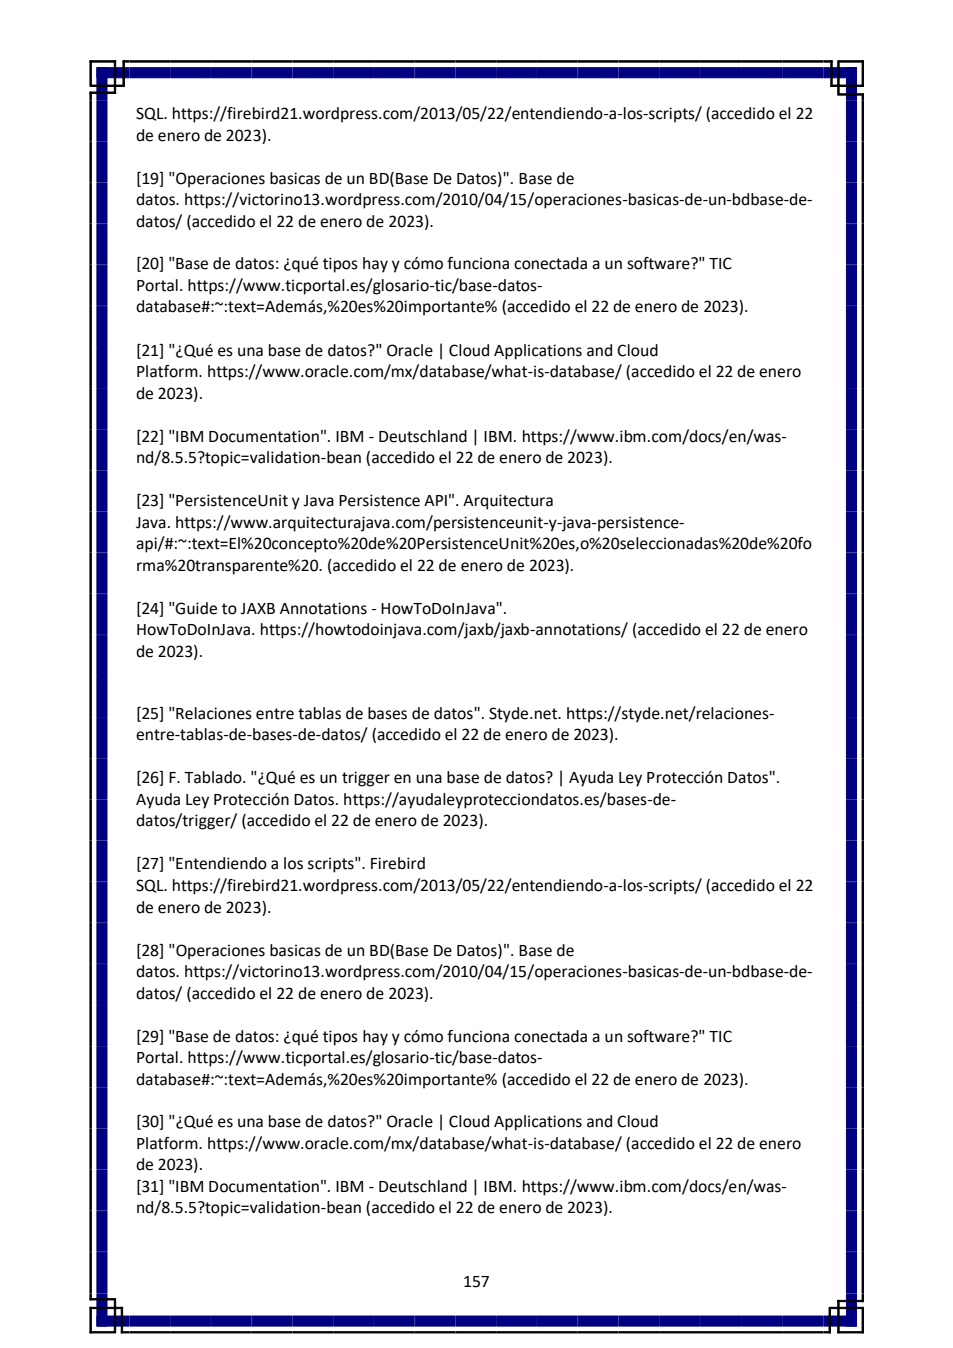 SQL. https://firebird21.wordpress.com/2013/05/22/entendiendo-a-los-scripts/ (accedido el 22
de enero de 2023).
[19] "Operaciones basicas de un BD(Base De Datos)". Base de
datos. https://victorino13.wordpress.com/2010/04/15/operaciones-basicas-de-un-bdbase-de-
datos/ (accedido el 22 de enero de 2023).
[20] "Base de datos: ¿qué tipos hay y cómo funciona conectada a un software?" TIC
Portal. https://www.ticportal.es/glosario-tic/base-datos-
database#:~:text=Además,%20es%20importante% (accedido el 22 de enero de 2023).
[21] "¿Qué es una base de datos?" Oracle | Cloud Applications and Cloud
Platform. https://www.oracle.com/mx/database/what-is-database/ (accedido el 22 de enero
de 2023).
[22] "IBM Documentation". IBM - Deutschland | IBM. https://www.ibm.com/docs/en/was-
nd/8.5.5?topic=validation-bean (accedido el 22 de enero de 2023).
[23] "PersistenceUnit y Java Persistence API". Arquitectura
Java. https://www.arquitecturajava.com/persistenceunit-y-java-persistence-
api/#:~:text=El%20concepto%20de%20PersistenceUnit%20es,o%20seleccionadas%20de%20fo
rma%20transparente%20. (accedido el 22 de enero de 2023).
[24] "Guide to JAXB Annotations - HowToDoInJava".
HowToDoInJava. https://howtodoinjava.com/jaxb/jaxb-annotations/ (accedido el 22 de enero
de 2023).
[25] "Relaciones entre tablas de bases de datos". Styde.net. https://styde.net/relaciones-
entre-tablas-de-bases-de-datos/ (accedido el 22 de enero de 2023).
[26] F. Tablado. "¿Qué es un trigger en una base de datos? | Ayuda Ley Protección Datos".
Ayuda Ley Protección Datos. https://ayudaleyprotecciondatos.es/bases-de-
datos/trigger/ (accedido el 22 de enero de 2023).
[27] "Entendiendo a los scripts". Firebird
SQL. https://firebird21.wordpress.com/2013/05/22/entendiendo-a-los-scripts/ (accedido el 22
de enero de 2023).
[28] "Operaciones basicas de un BD(Base De Datos)". Base de
datos. https://victorino13.wordpress.com/2010/04/15/operaciones-basicas-de-un-bdbase-de-
datos/ (accedido el 22 de enero de 2023).
[29] "Base de datos: ¿qué tipos hay y cómo funciona conectada a un software?" TIC
Portal. https://www.ticportal.es/glosario-tic/base-datos-
database#:~:text=Además,%20es%20importante% (accedido el 22 de enero de 2023).
[30] "¿Qué es una base de datos?" Oracle | Cloud Applications and Cloud
Platform. https://www.oracle.com/mx/database/what-is-database/ (accedido el 22 de enero
de 2023).
[31] "IBM Documentation". IBM - Deutschland | IBM. https://www.ibm.com/docs/en/was-
nd/8.5.5?topic=validation-bean (accedido el 22 de enero de 2023).
157